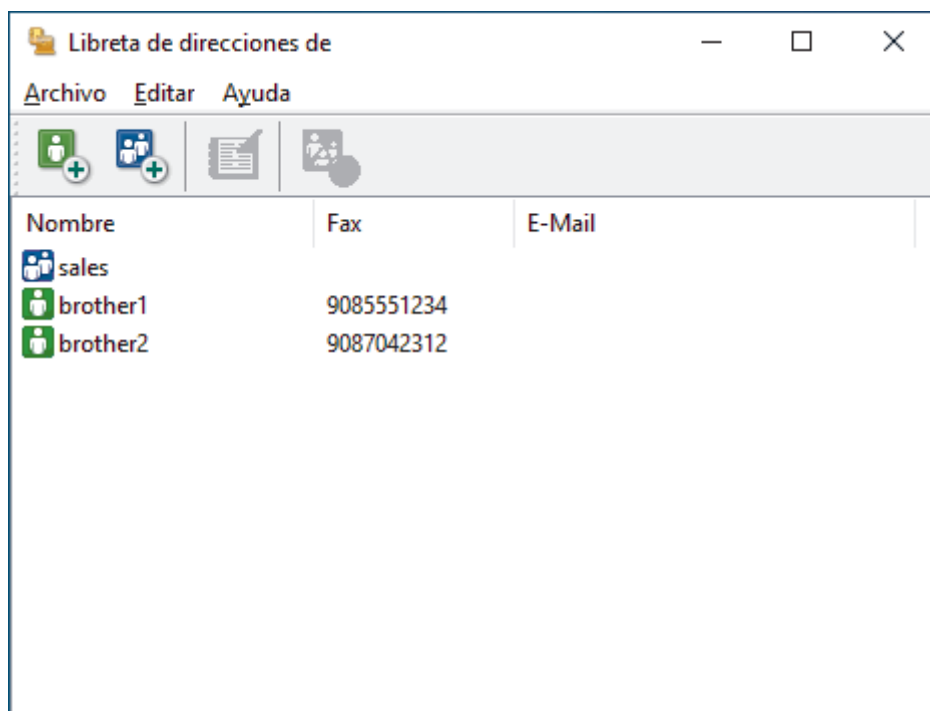 Libreta de direcciones de
Archivo Editar Ayuda
Nombre Fax E-Mail
sales
brother1 9085551234
brother2 9087042312